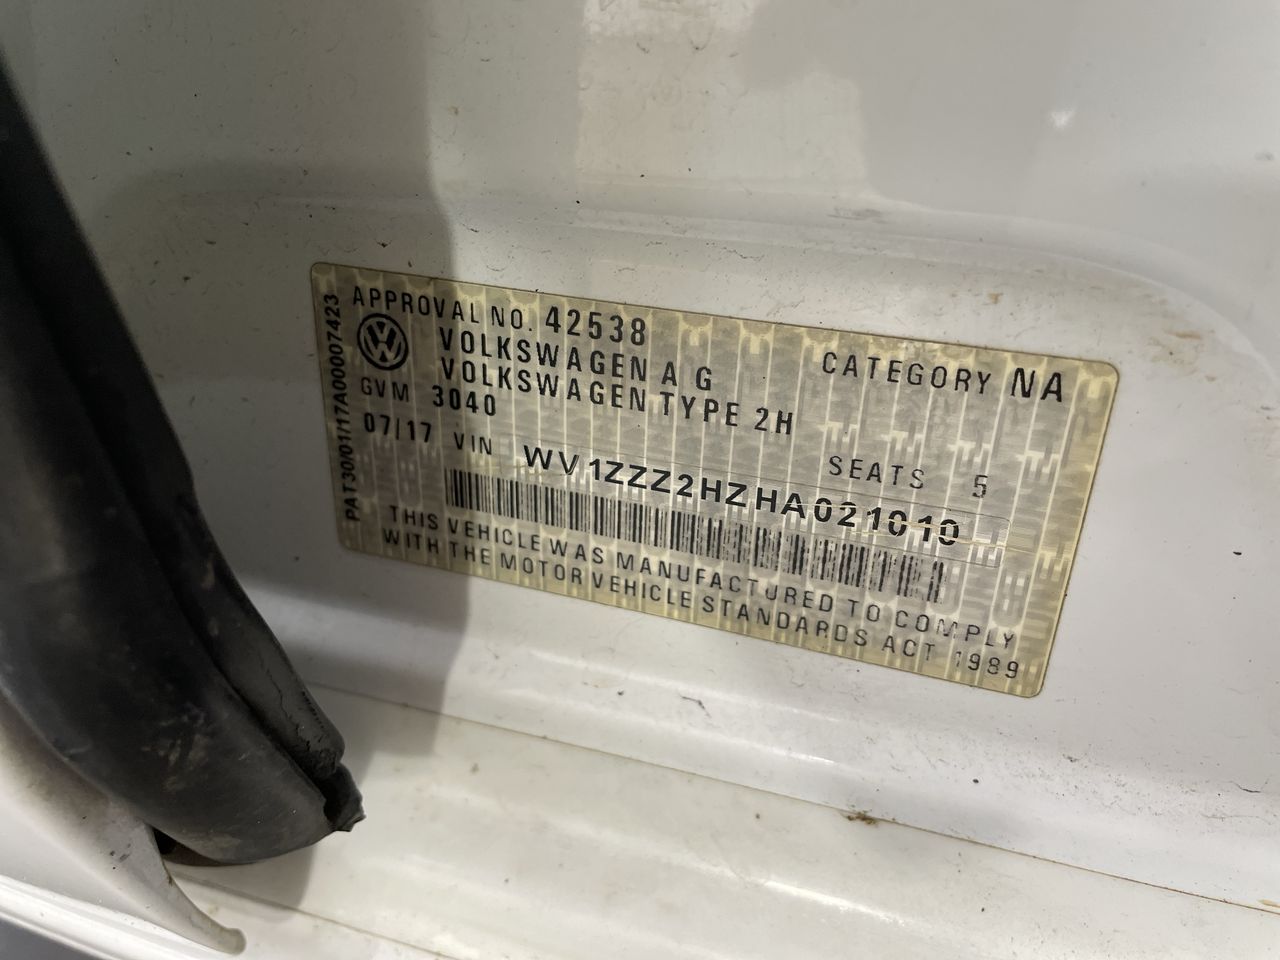 APPROVAL NO. 42538
VOLKSWAGEN A G
CATEGORY NA
VOLKSWAGEN TYPE 2H
GVM 3040
SEATS 5
07/17 VIN WV1ZZZ2HZHA021010
THIS VEHICLE WAS MANUFACTURED TO COMPLY
WITH THE MOTOR VEHICLE STANDARDS ACT 1989
PAT30/01/17A000007423